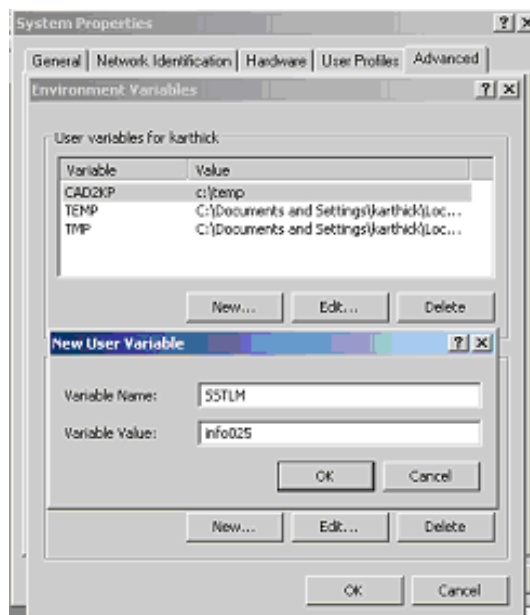 System Properties
General Network Identification Hardware User Profiles Advanced
Environment Variables
User variables for karthick
Variable Value
CAD2KP c:\temp
TEMP C:\Documents and Settings\karthick\Loc...
TMP C:\Documents and Settings\karthick\Loc...
New... Edit... Delete
New User Variable
Variable Name: SSTLM
Variable Value: info025
OK Cancel
New... Edit... Delete
OK Cancel